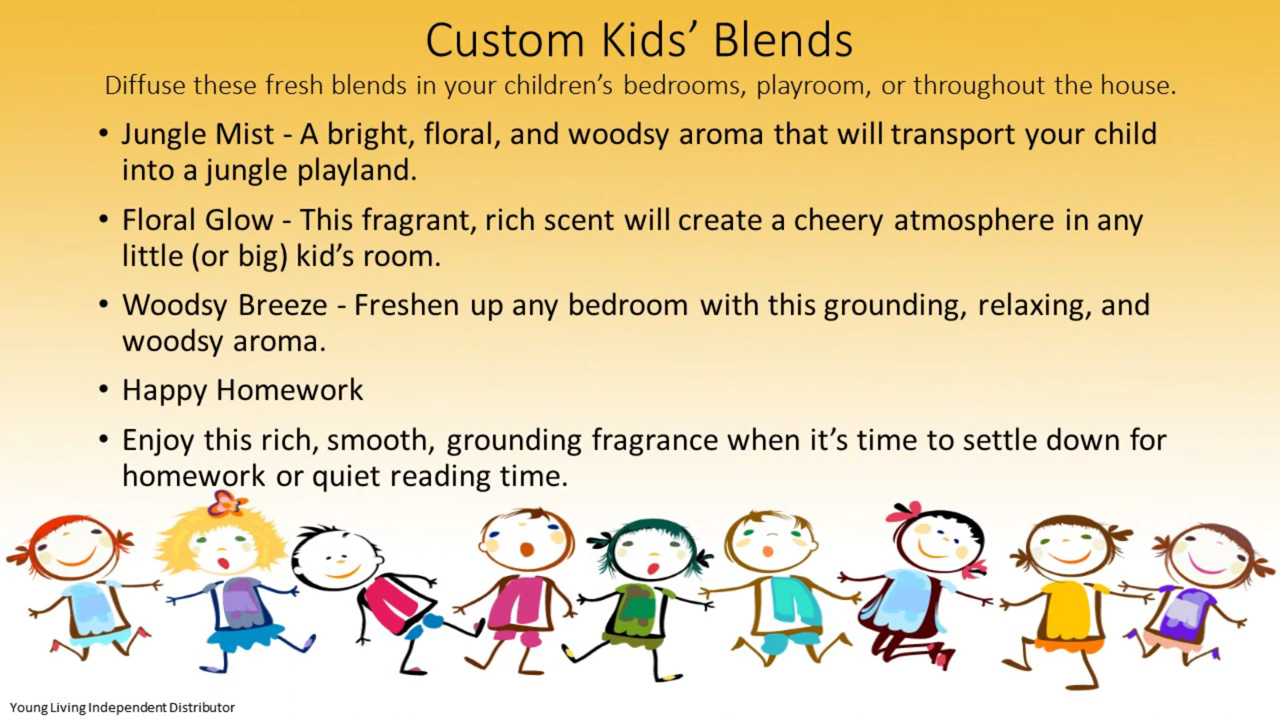 Custom Kids’ Blends
Diffuse these fresh blends in your children’s bedrooms, playroom, or throughout the house.
• Jungle Mist - A bright, floral, and woodsy aroma that will transport your child
into a jungle playland.
• Floral Glow - This fragrant, rich scent will create a cheery atmosphere in any
little (or big) kid’s room.
• Woodsy Breeze - Freshen up any bedroom with this grounding, relaxing, and
woodsy aroma.
• Happy Homework
• Enjoy this rich, smooth, grounding fragrance when it’s time to settle down for
homework or quiet reading time.
Young Living Independent Distributor